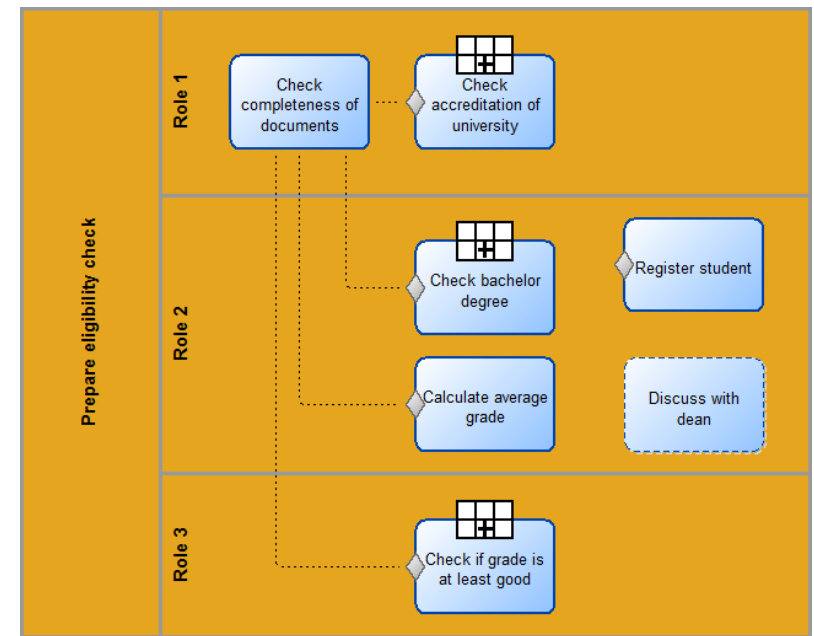 Prepare eligibility check
Role 1
Check
completeness of
documents
Check
accreditation of
university
Role 2
Check bachelor
degree
Register student
Calculate average
grade
Discuss with
dean
Role 3
Check if grade is
at least good